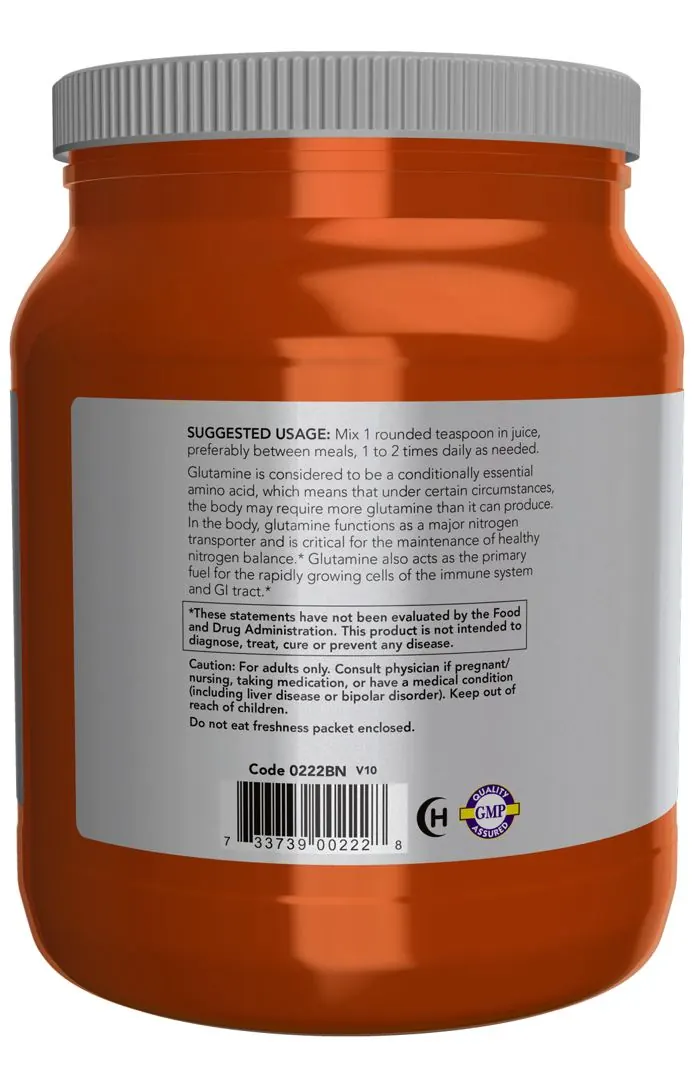 SUGGESTED USAGE: Mix 1 rounded teaspoon in juice,
preferably between meals, 1 to 2 times daily as needed.
Glutamine is considered to be a conditionally essential
amino acid, which means that under certain circumstances,
the body may require more glutamine than it can produce.
In the body, glutamine functions as a major nitrogen
transporter and is critical for the maintenance of healthy
nitrogen balance.* Glutamine also acts as the primary
fuel for the rapidly growing cells of the immune system
and GI tract.*
*These statements have not been evaluated by the Food
and Drug Administration. This product is not intended to
diagnose, treat, cure or prevent any disease.
Caution: For adults only. Consult physician if pregnant/
nursing, taking medication, or have a medical condition
(including liver disease or bipolar disorder). Keep out of
reach of children.
Do not eat freshness packet enclosed.
Code 0222BN V10
7 33739 00222 8
H
QUALITY
GMP
ASSURED